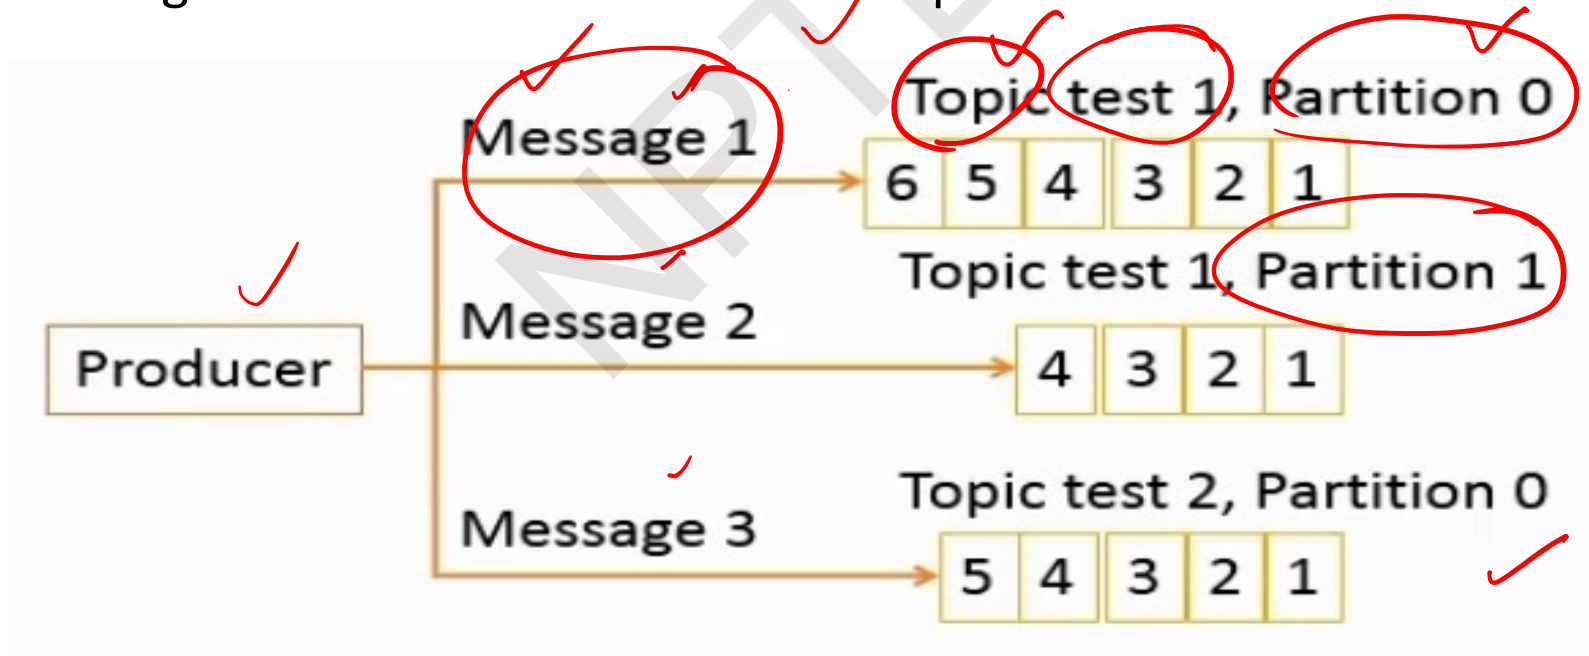 Topic test 1, Partition 0
Message 1
6 5 4 3 2 1
Topic test 1, Partition 1
Message 2
Producer
4 3 2 1
Topic test 2, Partition 0
Message 3
5 4 3 2 1
NPTE